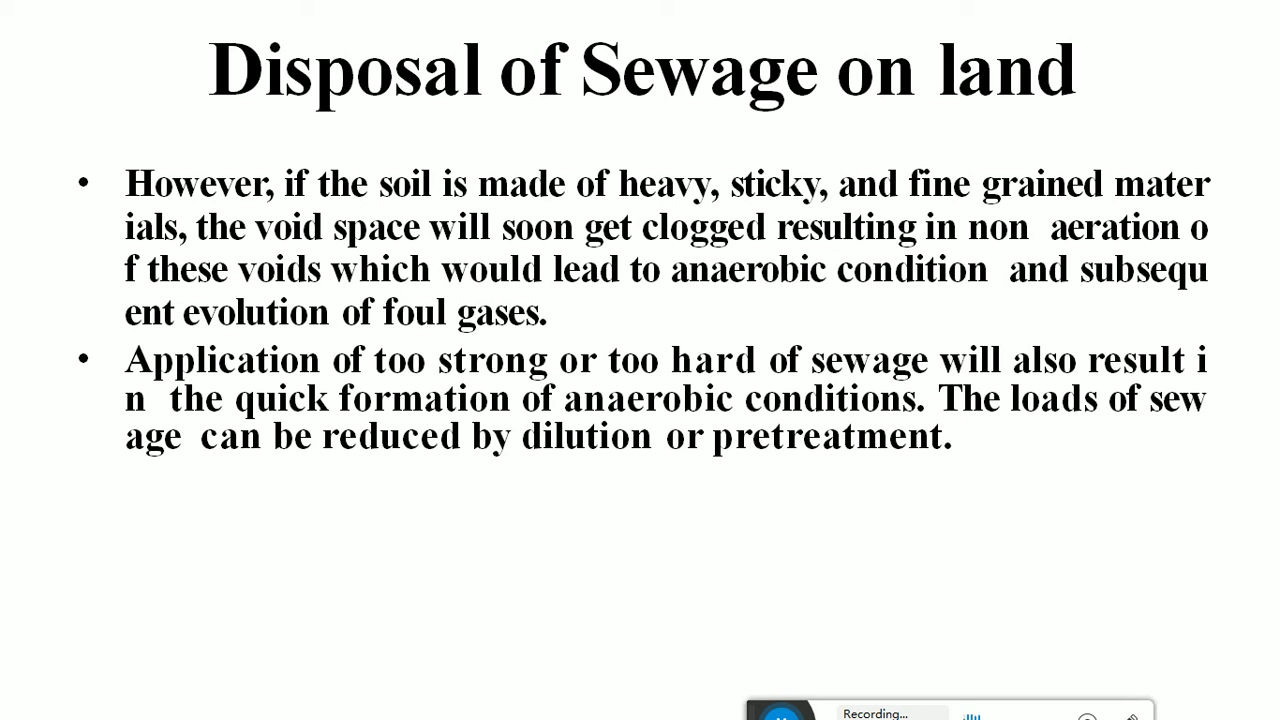 Disposal of Sewage on land
• However, if the soil is made of heavy, sticky, and fine grained mater
ials, the void space will soon get clogged resulting in non aeration o
f these voids which would lead to anaerobic condition and subsequ
ent evolution of foul gases.
• Application of too strong or too hard of sewage will also result i
n the quick formation of anaerobic conditions. The loads of sew
age can be reduced by dilution or pretreatment.
Recording...